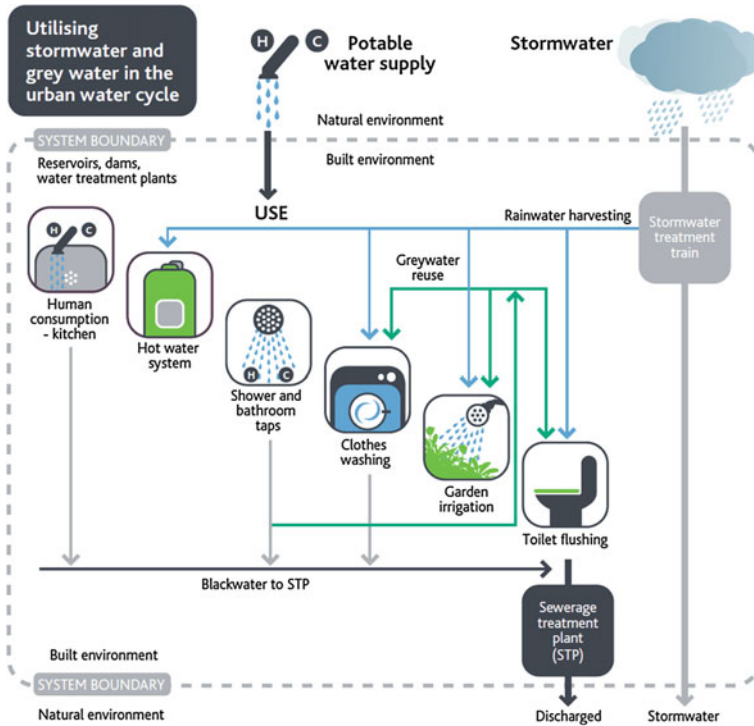 Utilising
stormwater and
grey water in the
urban water cycle
H C
Potable
water supply
Stormwater
Natural environment
SYSTEM BOUNDARY
Built environment
Reservoirs, dams,
water treatment plants
USE
Rainwater harvesting
Stormwater
treatment
train
H C
Greywater
reuse
Human
consumption
- kitchen
Hot water
system
H C
Shower and
bathroom
taps
Clothes
washing
Garden
irrigation
Toilet flushing
Blackwater to STP
Sewerage
treatment
plant
(STP)
Built environment
SYSTEM BOUNDARY
Natural environment
Discharged
Stormwater